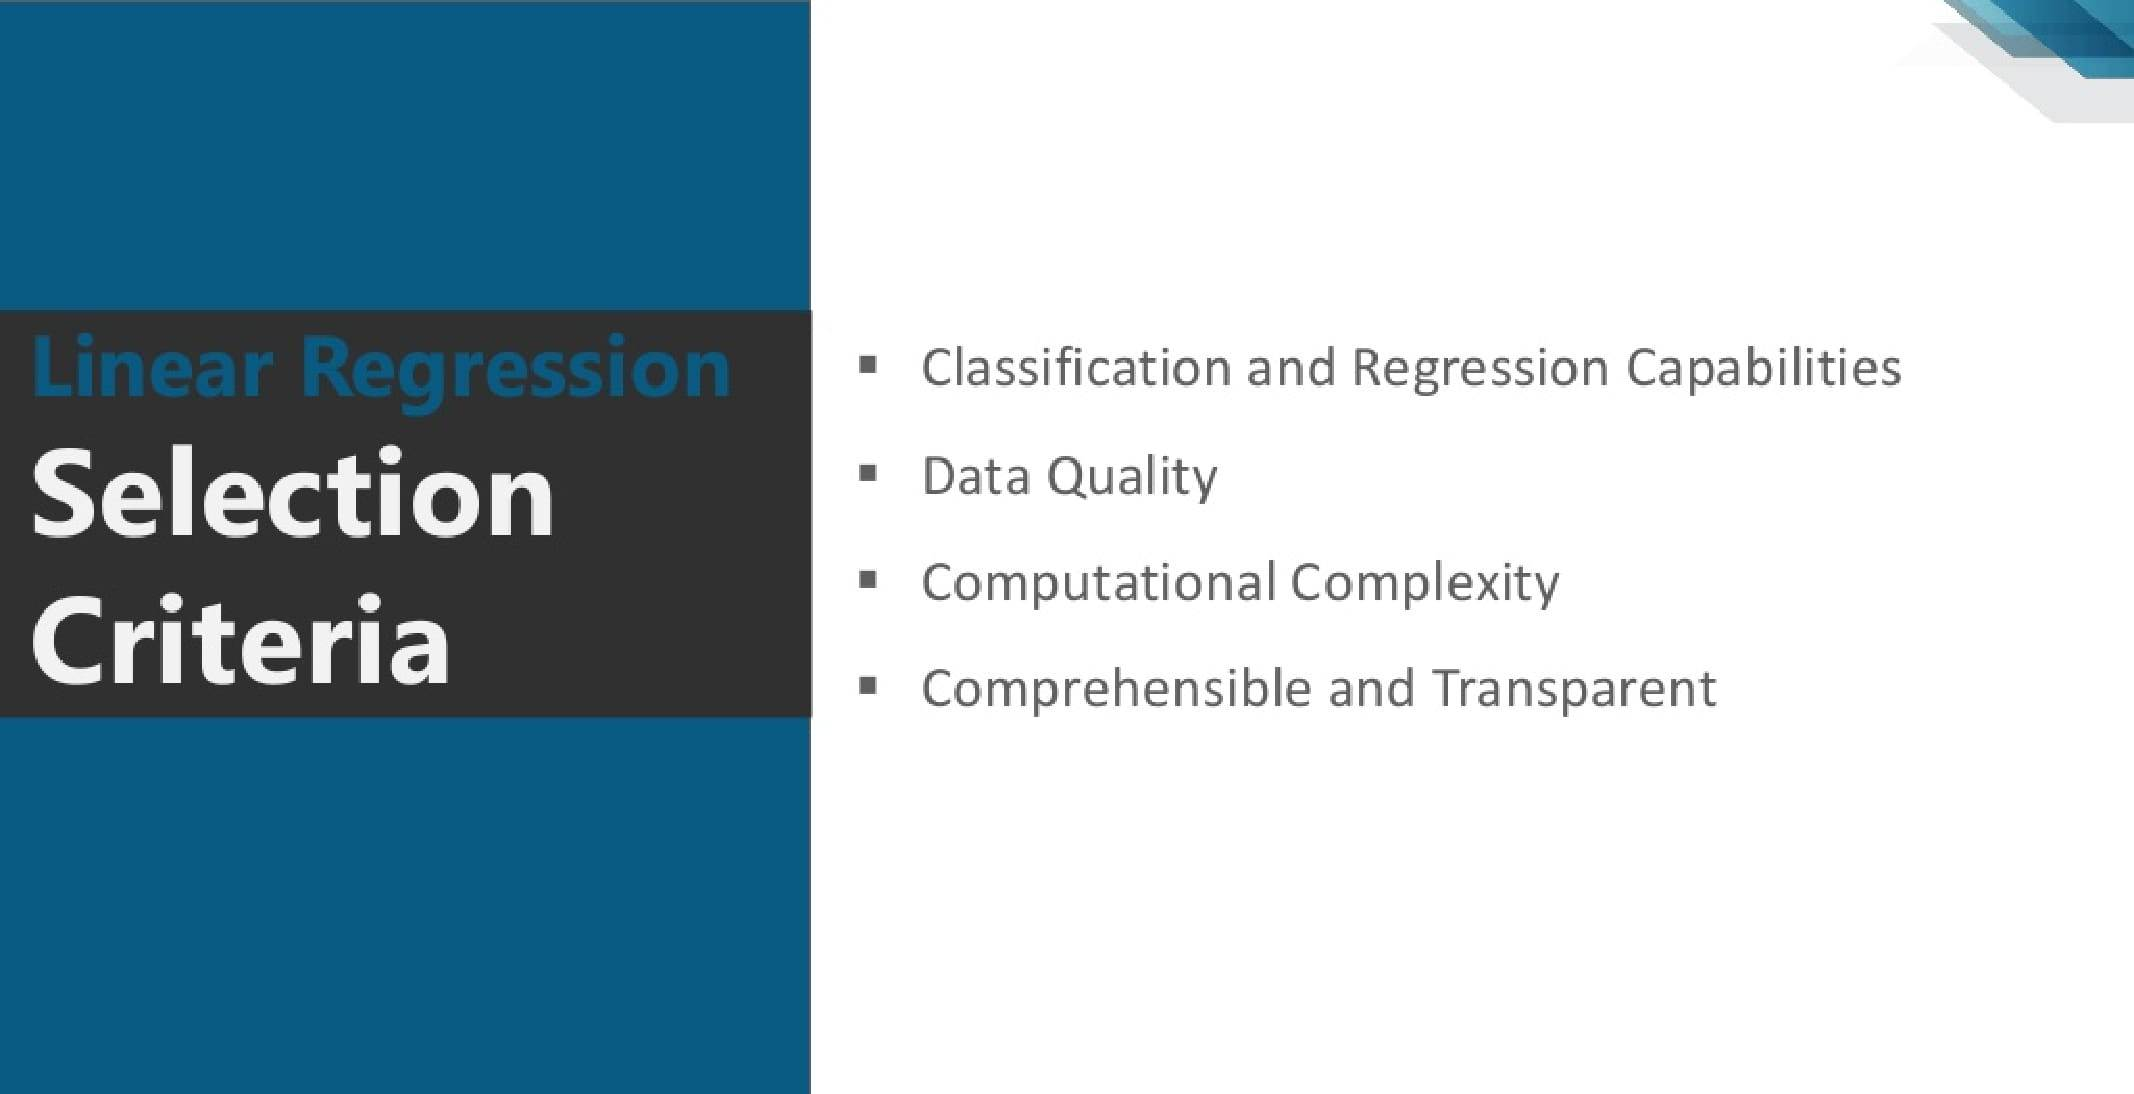 Linear Regression
Selection
Criteria
▪ Classification and Regression Capabilities
▪ Data Quality
▪ Computational Complexity
▪ Comprehensible and Transparent